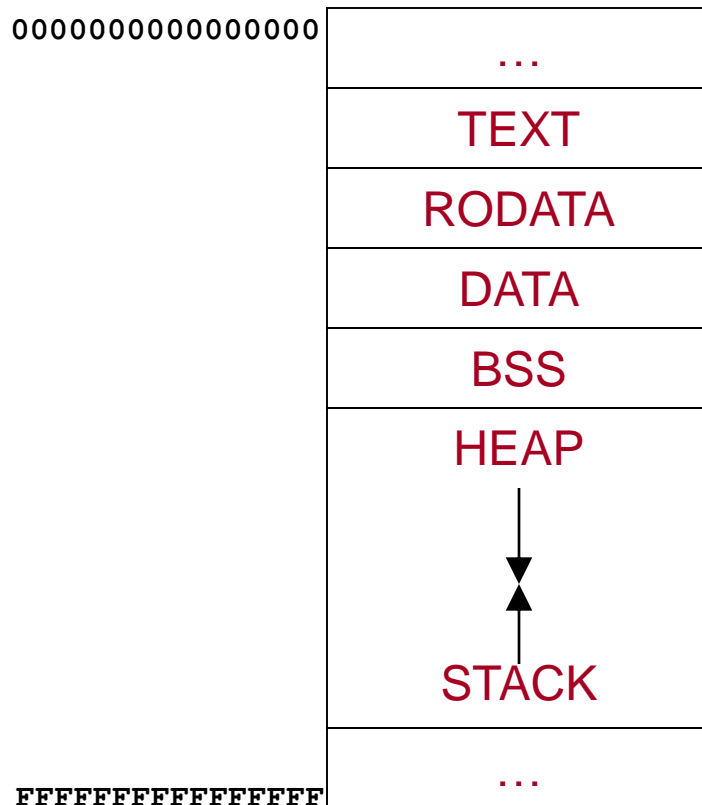 0000000000000000
...
TEXT
RODATA
DATA
BSS
HEAP
STACK
...
FFFFFFFFFFFFFFFF